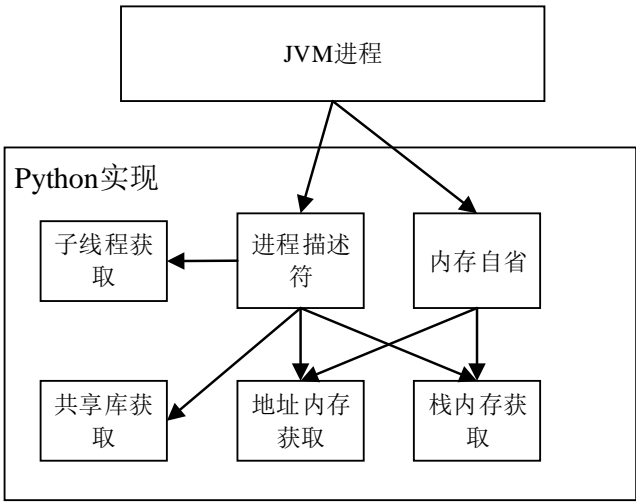 JVM进程
Python实现
子线程获
取
进程描述
符
内存自省
共享库获
取
地址内存
获取
栈内存获
取